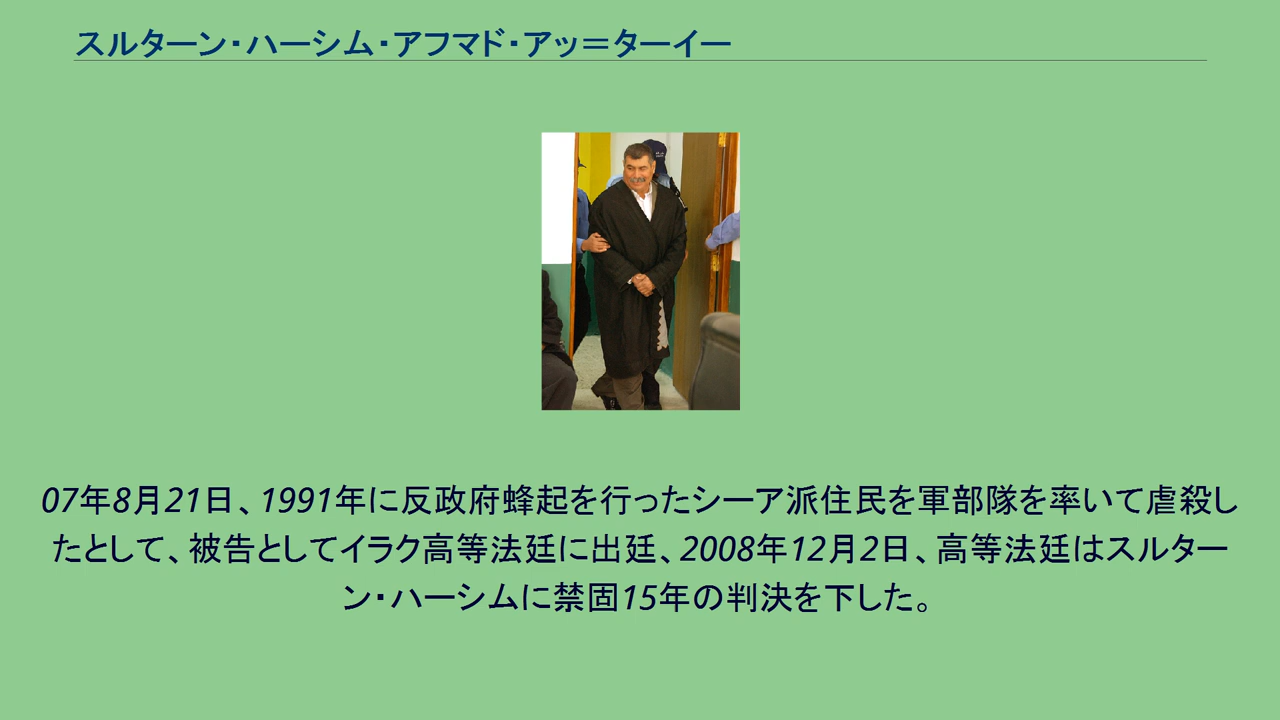 スルターン・ハーシム・アフマド・アッ＝ターイー
07年8月21日、1991年に反政府蜂起を行ったシーア派住民を軍部隊を率いて虐殺し
たとして、被告としてイラク高等法廷に出廷、2008年12月2日、高等法廷はスルター
ン・ハーシムに禁固15年の判決を下した。